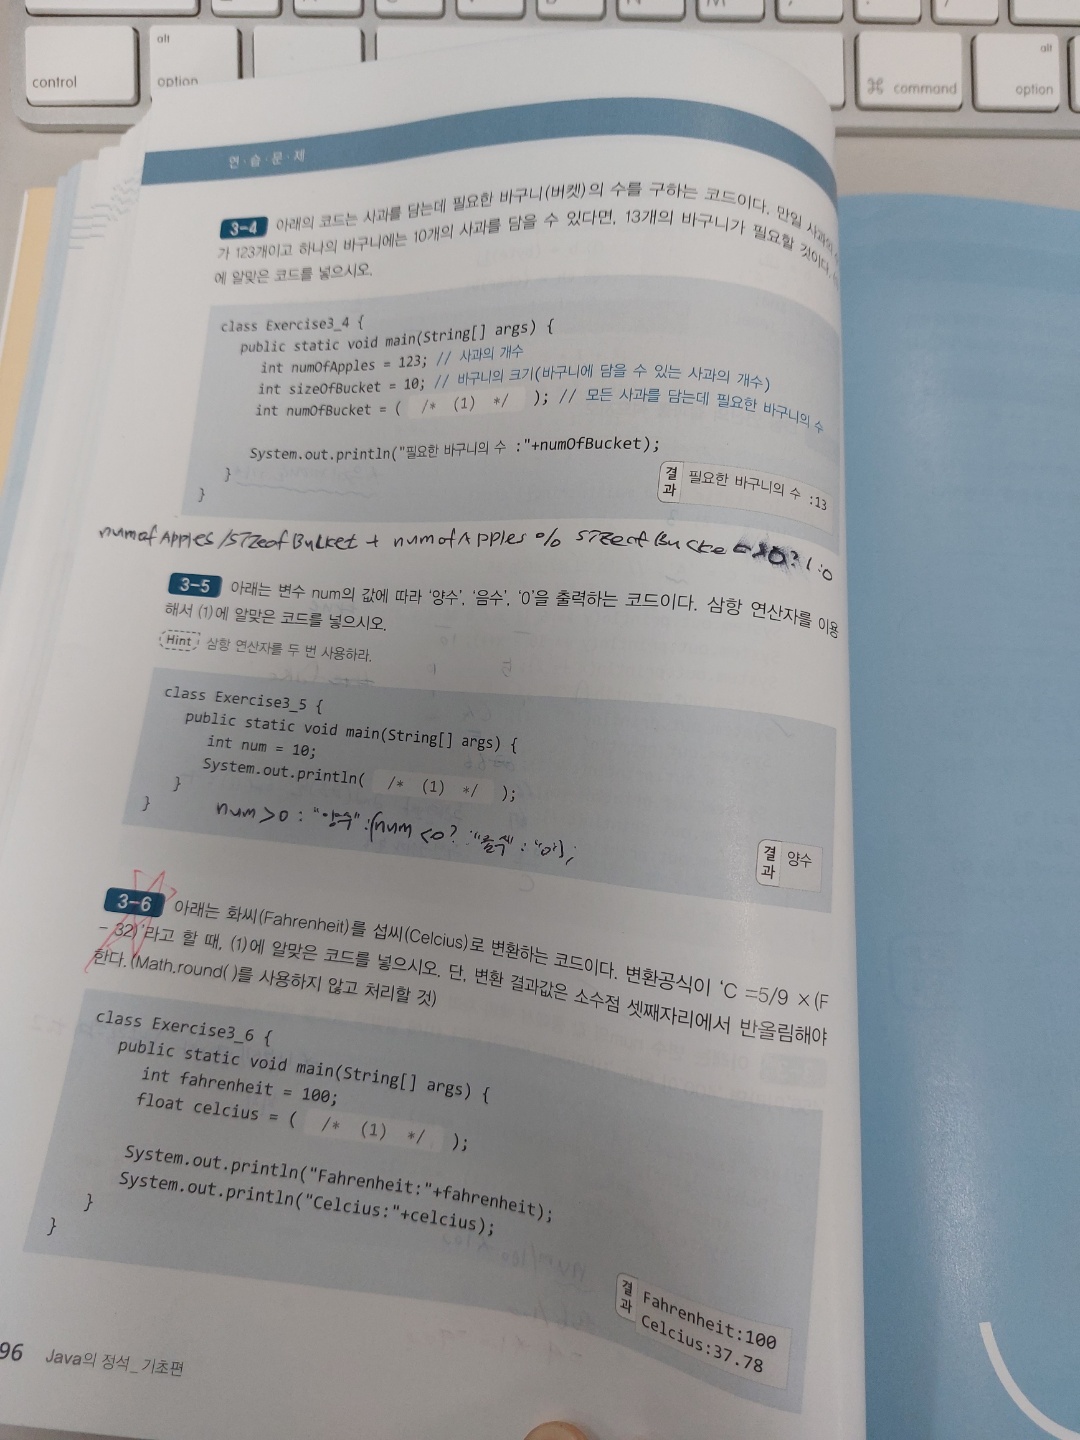 control
alt
option
⌘ command
alt
option
연·습·문·제
3-4 아래의 코드는 사과를 담는데 필요한 바구니(버켓)의 수를 구하는 코드이다. 만일 사과의
가 123개이고 하나의 바구니에는 10개의 사과를 담을 수 있다면, 13개의 바구니가 필요할 것이다.
에 알맞은 코드를 넣으시오.
class Exercise3_4 {
public static void main(String[] args) {
int numOfApples = 123; // 사과의 개수
int sizeOfBucket = 10; // 바구니의 크기(바구니에 담을 수 있는 사과의 개수)
int numOfBucket = ( /* (1) */ ); // 모든 사과를 담는데 필요한 바구니의 수
System.out.println("필요한 바구니의 수 :"+numOfBucket);
}
}
결과 필요한 바구니의 수 :13
numofApples/sizeofBucket + numofApples % sizeofBucke 0? 1:0
3-5 아래는 변수 num의 값에 따라 '양수', '음수', '0'을 출력하는 코드이다. 삼항 연산자를 이용
해서 (1)에 알맞은 코드를 넣으시오.
Hint 삼항 연산자를 두 번 사용하라.
class Exercise3_5 {
public static void main(String[] args) {
int num = 10;
System.out.println( /* (1) */ );
}
}
num>0 : "양수":(num<0?
결과 양수
3-6 아래는 화씨(Fahrenheit)를 섭씨(Celcius)로 변환하는 코드이다. 변환공식이 'C =5/9 ×(F
- 32)'라고 할 때, (1)에 알맞은 코드를 넣으시오. 단, 변환 결과값은 소수점 셋째자리에서 반올림해야
한다.(Math.round( )를 사용하지 않고 처리할 것)
class Exercise3_6 {
public static void main(String[] args) {
int fahrenheit = 100;
float celcius = ( /* (1) */ );
System.out.println("Fahrenheit:"+fahrenheit);
System.out.println("Celcius:"+celcius);
}
}
결과 Fahrenheit:100
Celcius:37.78
96 Java의 정석_기초편